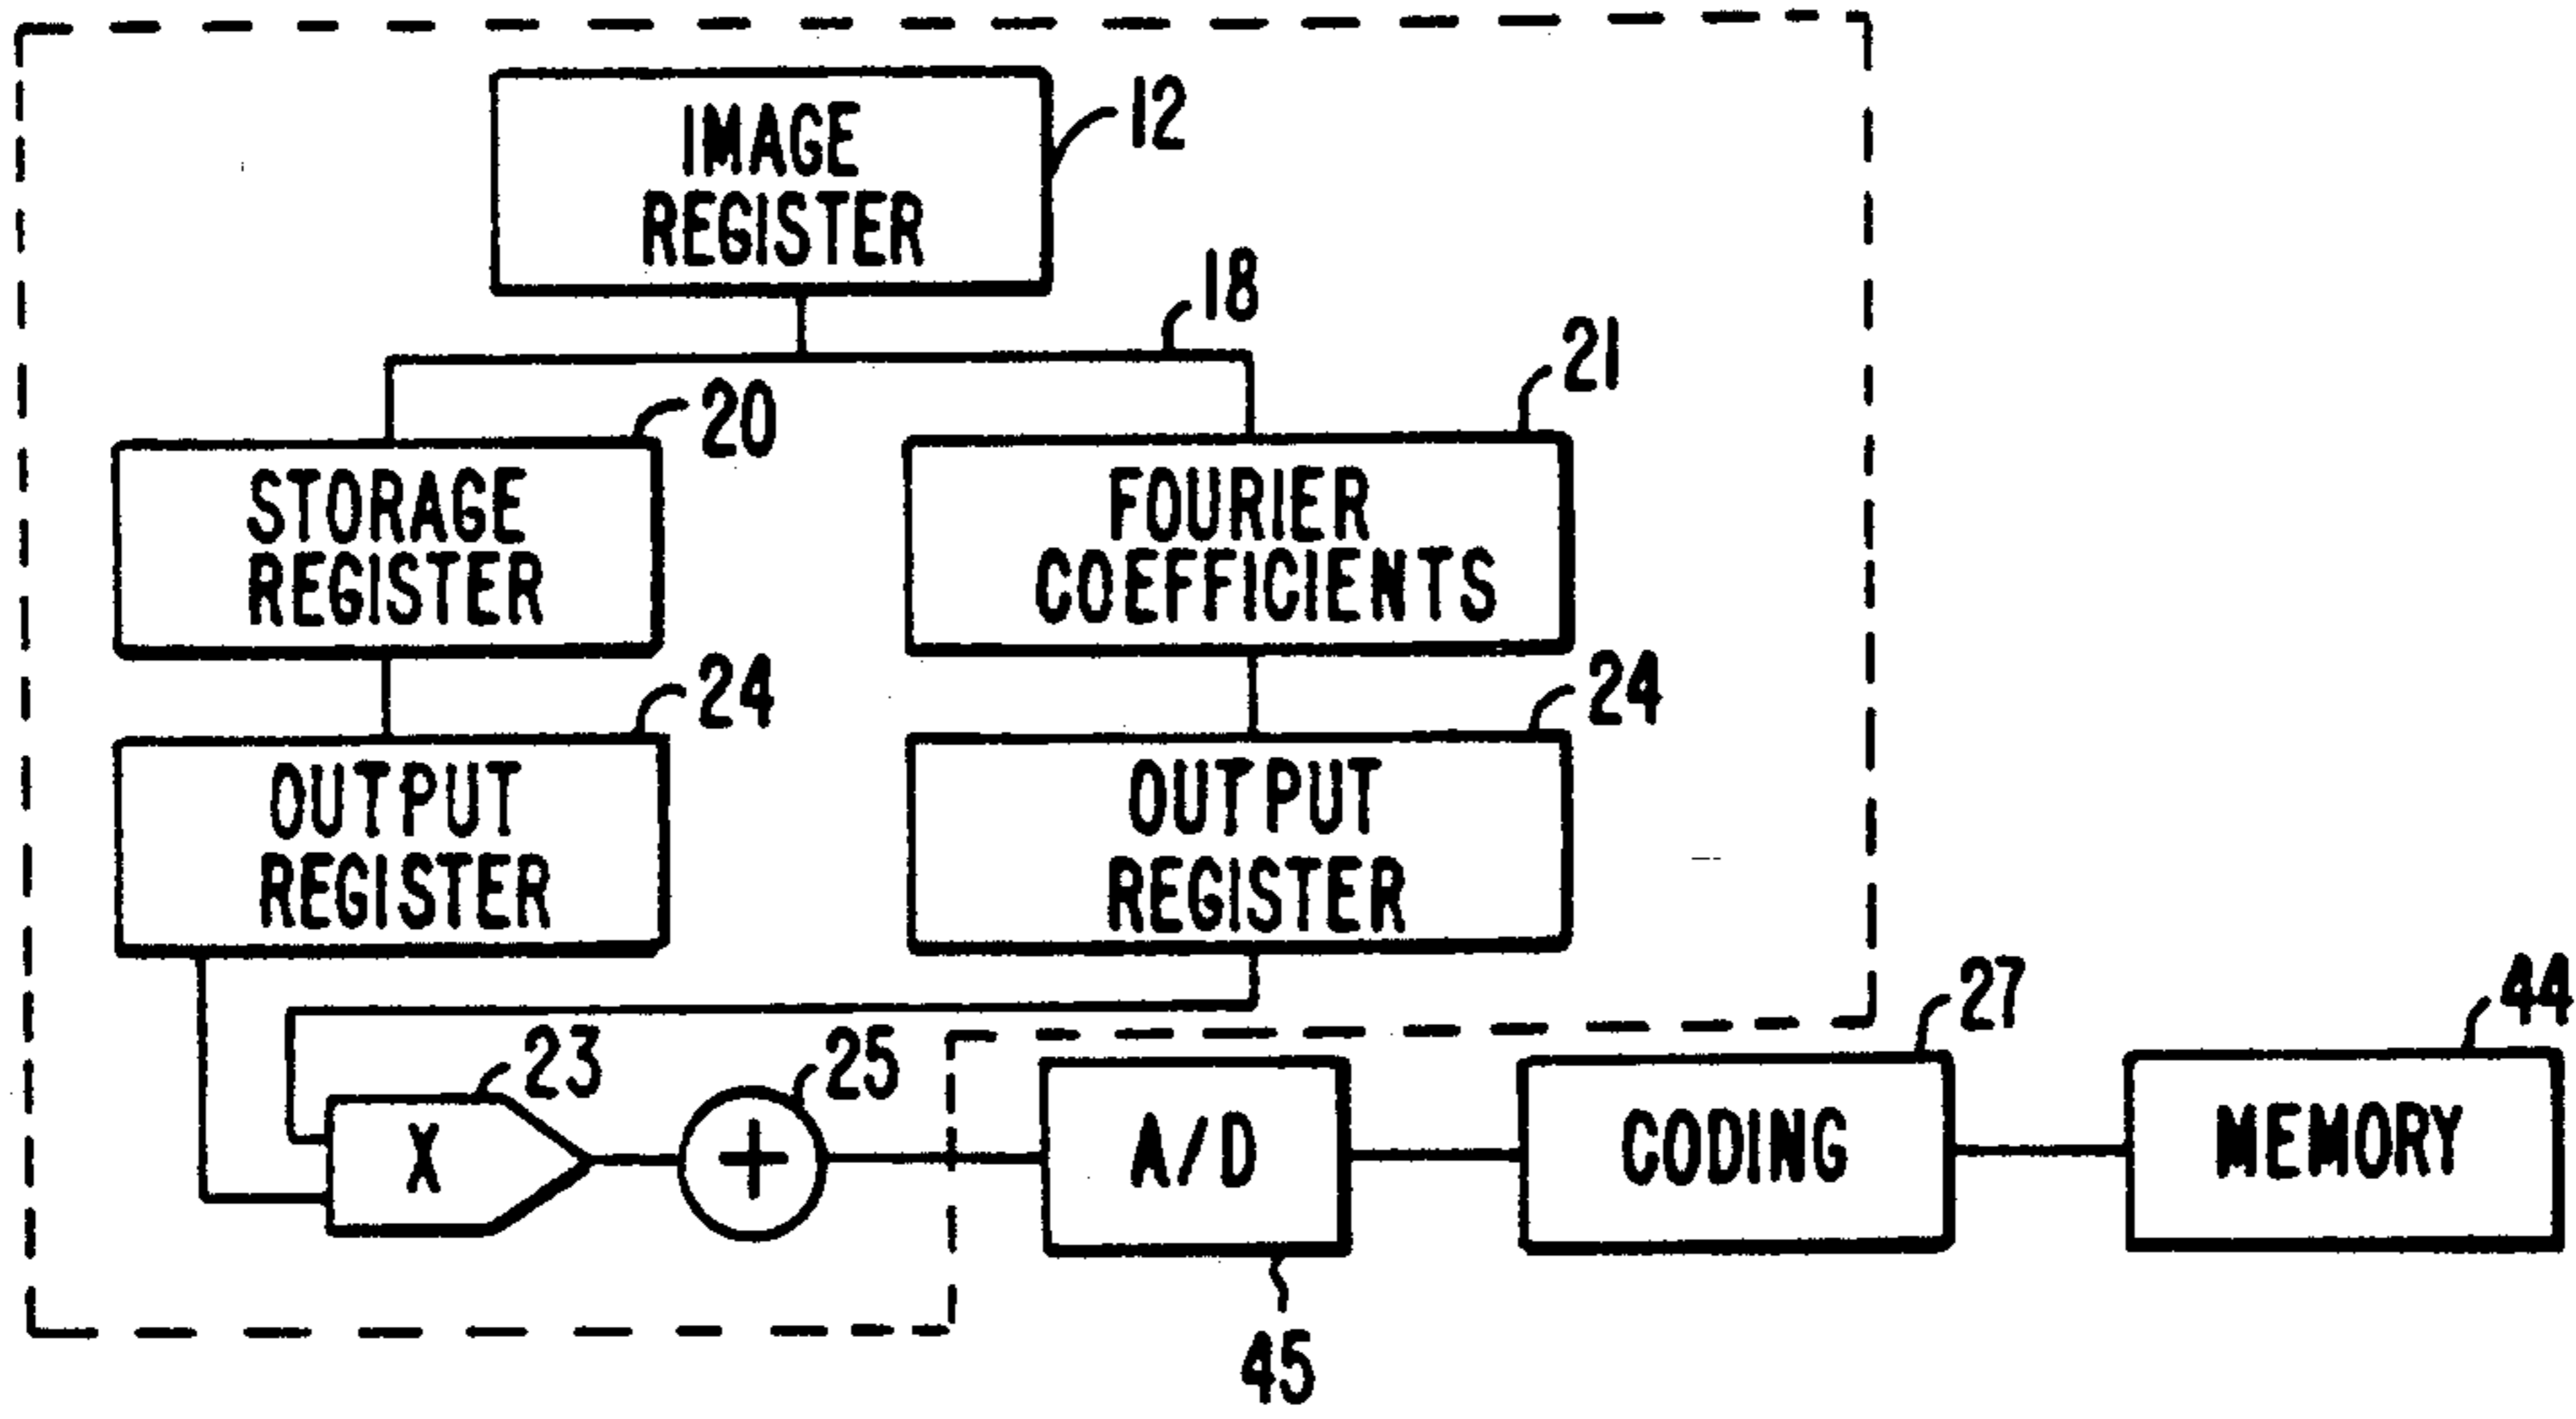 IMAGE
REGISTER
12
18
20
21
STORAGE
REGISTER
FOURIER
COEFFICIENTS
24
24
OUTPUT
REGISTER
OUTPUT
REGISTER
23
25
27
44
X
+
A/D
CODING
MEMORY
45